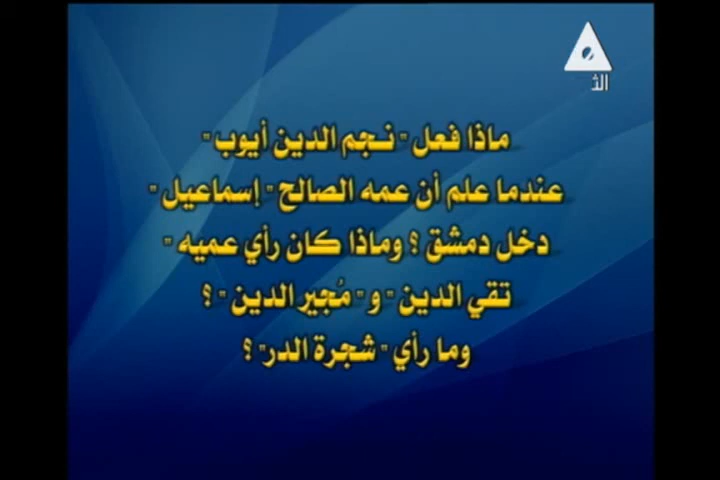 الث
ماذا فعل " نجم الدين أيوب "
عندما علم أن عمه الصالح " إسماعيل "
دخل دمشق ؟ وماذا كان رأي عميه "
تقي الدين " و " مُجير الدين " ؟
وما رأي " شجرة الدر" ؟